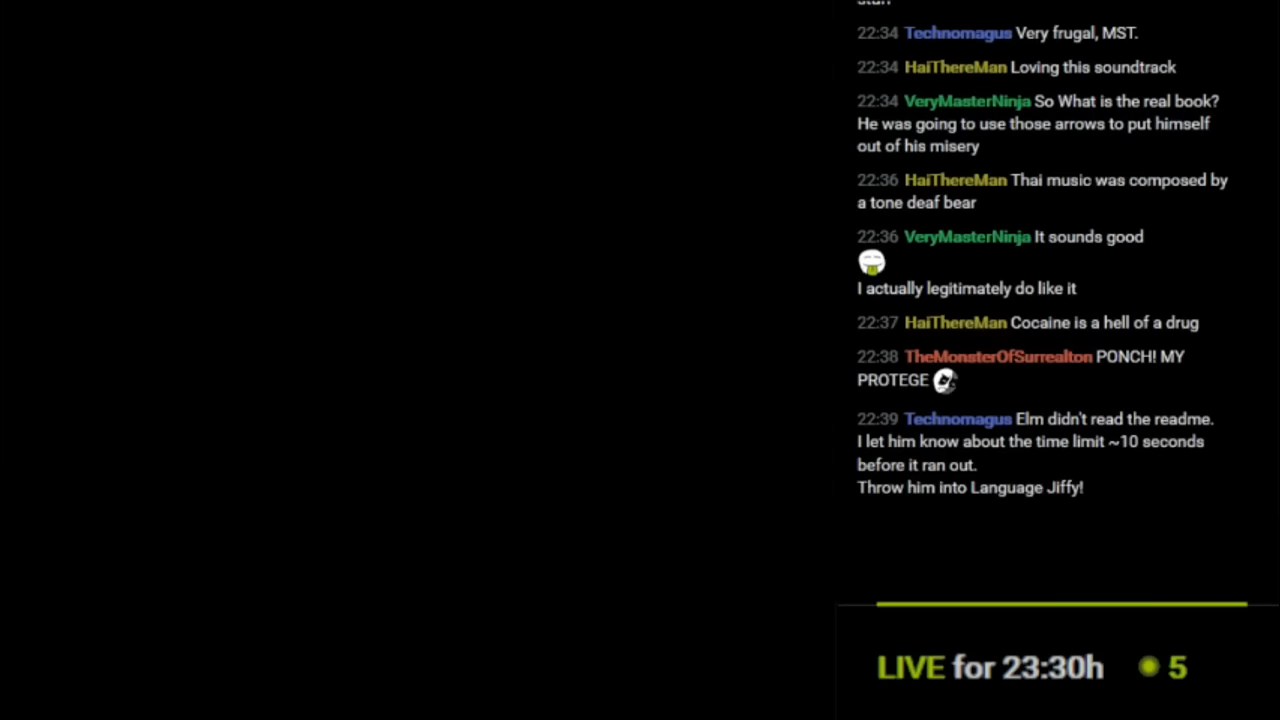 22:34 Technomagus Very frugal, MST.
22:34 HaiThereMan Loving this soundtrack
22:34 VeryMasterNinja So What is the real book?
He was going to use those arrows to put himself
out of his misery
22:36 HaiThereMan Thai music was composed by
a tone deaf bear
22:36 VeryMasterNinja It sounds good
I actually legitimately do like it
22:37 HaiThereMan Cocaine is a hell of a drug
22:38 TheMonsterOfSurrealton PONCH! MY
PROTEGE
22:39 Technomagus Elm didn't read the readme.
I let him know about the time limit ~10 seconds
before it ran out.
Throw him into Language Jiffy!
LIVE for 23:30h 5